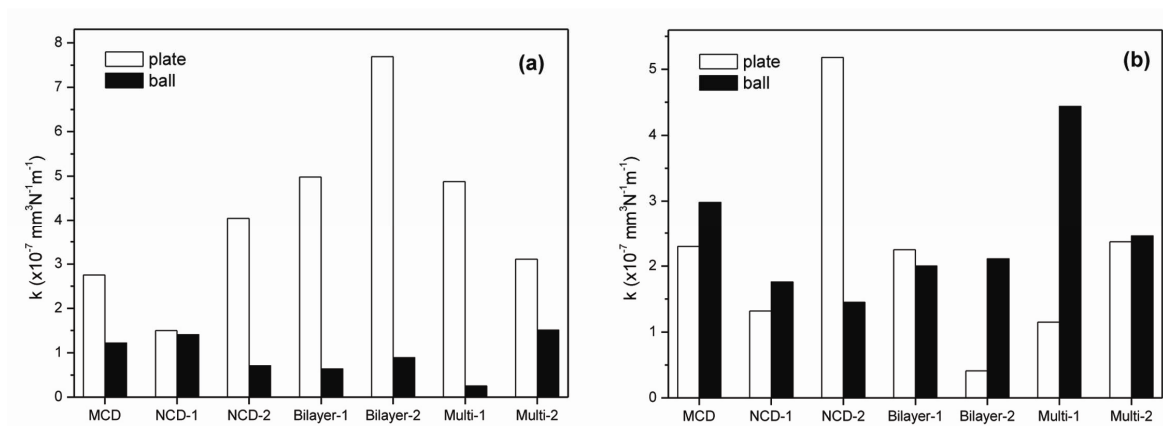 (a)
plate
ball
k (x10⁻⁷ mm³N⁻¹m⁻¹)
8
7
6
5
4
3
2
1
0
MCD NCD-1 NCD-2 Bilayer-1 Bilayer-2 Multi-1 Multi-2
(b)
plate
ball
k (x10⁻⁷ mm³N⁻¹m⁻¹)
5
4
3
2
1
0
MCD NCD-1 NCD-2 Bilayer-1 Bilayer-2 Multi-1 Multi-2